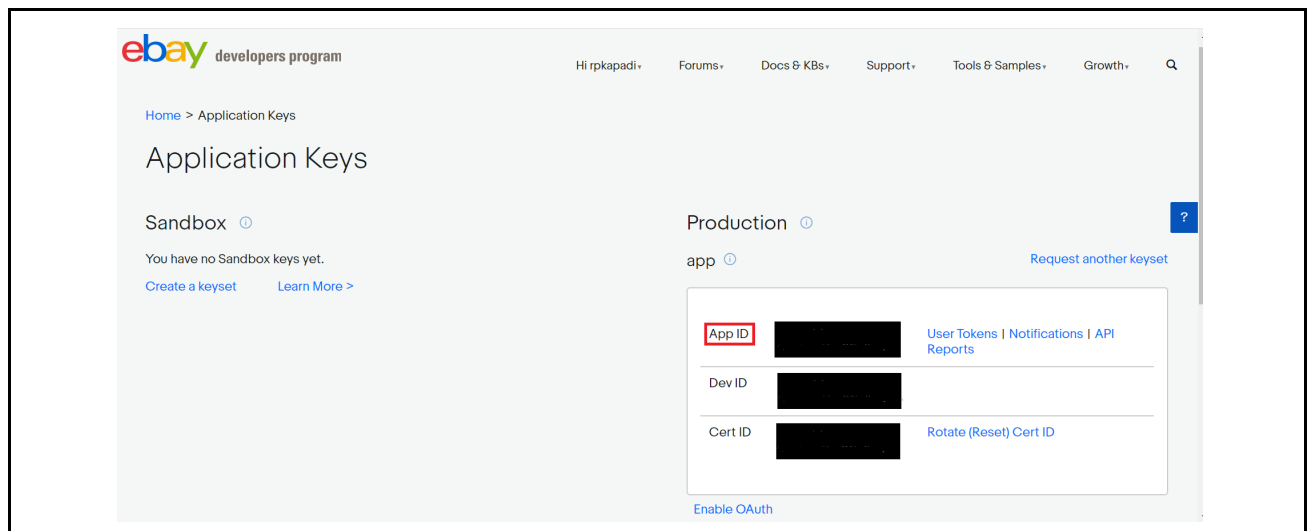 ebay developers program
Hi rpkapadi Forums Docs & KBs Support Tools & Samples Growth
Home > Application Keys
Application Keys
Sandbox
You have no Sandbox keys yet.
Create a keyset Learn More >
Production
?
app
Request another keyset
App ID
User Tokens | Notifications | API
Reports
Dev ID
Cert ID
Rotate (Reset) Cert ID
Enable OAuth